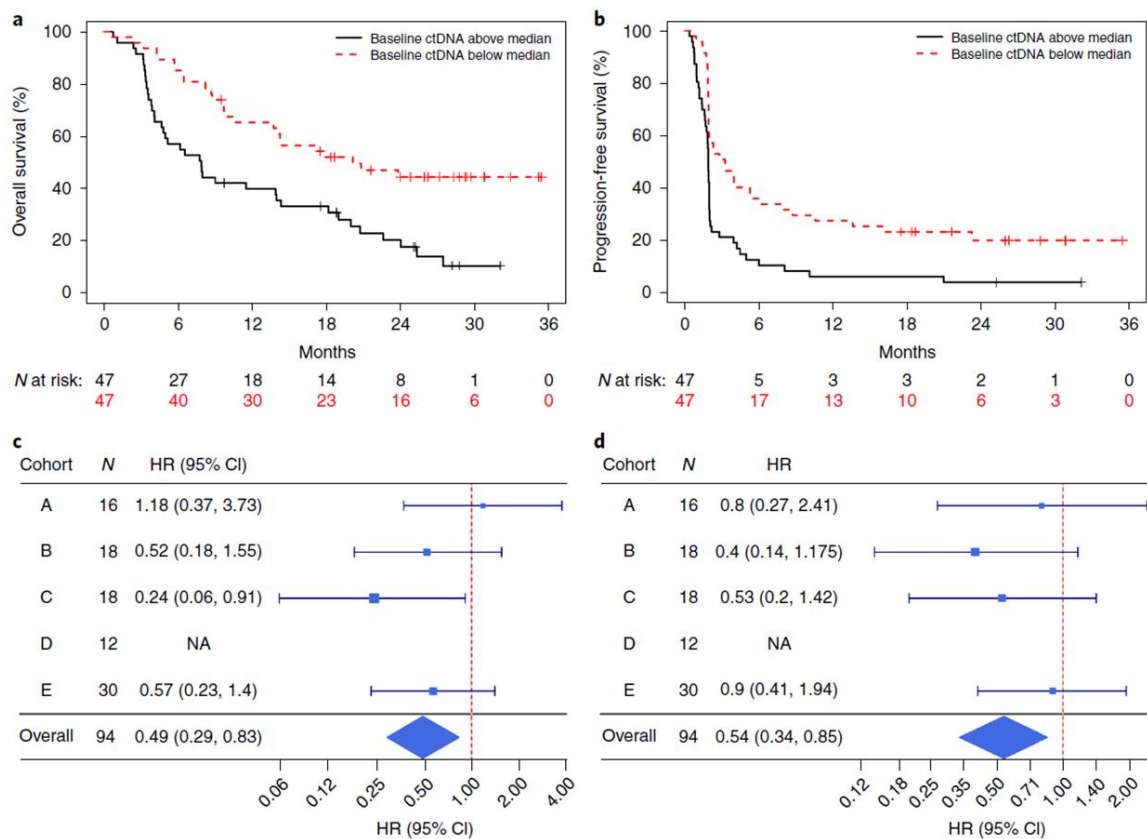 a
Overall survival (%)
100
80
60
40
20
0
Baseline ctDNA above median
Baseline ctDNA below median
0 6 12 18 24 30 36
Months
N at risk: 47 27 18 14 8 1 0
47 40 30 23 16 6 0
b
Progression-free survival (%)
100
80
60
40
20
0
Baseline ctDNA above median
Baseline ctDNA below median
0 6 12 18 24 30 36
Months
N at risk: 47 5 3 3 2 1 0
47 17 13 10 6 3 0
c
Cohort N HR (95% CI)
A 16 1.18 (0.37, 3.73)
B 18 0.52 (0.18, 1.55)
C 18 0.24 (0.06, 0.91)
D 12 NA
E 30 0.57 (0.23, 1.4)
Overall 94 0.49 (0.29, 0.83)
0.06 0.12 0.25 0.50 1.00 2.00 4.00
HR (95% CI)
d
Cohort N HR
A 16 0.8 (0.27, 2.41)
B 18 0.4 (0.14, 1.175)
C 18 0.53 (0.2, 1.42)
D 12 NA
E 30 0.9 (0.41, 1.94)
Overall 94 0.54 (0.34, 0.85)
0.12 0.25 0.35 0.50 0.71 1.00 1.40 2.00
HR (95% CI)